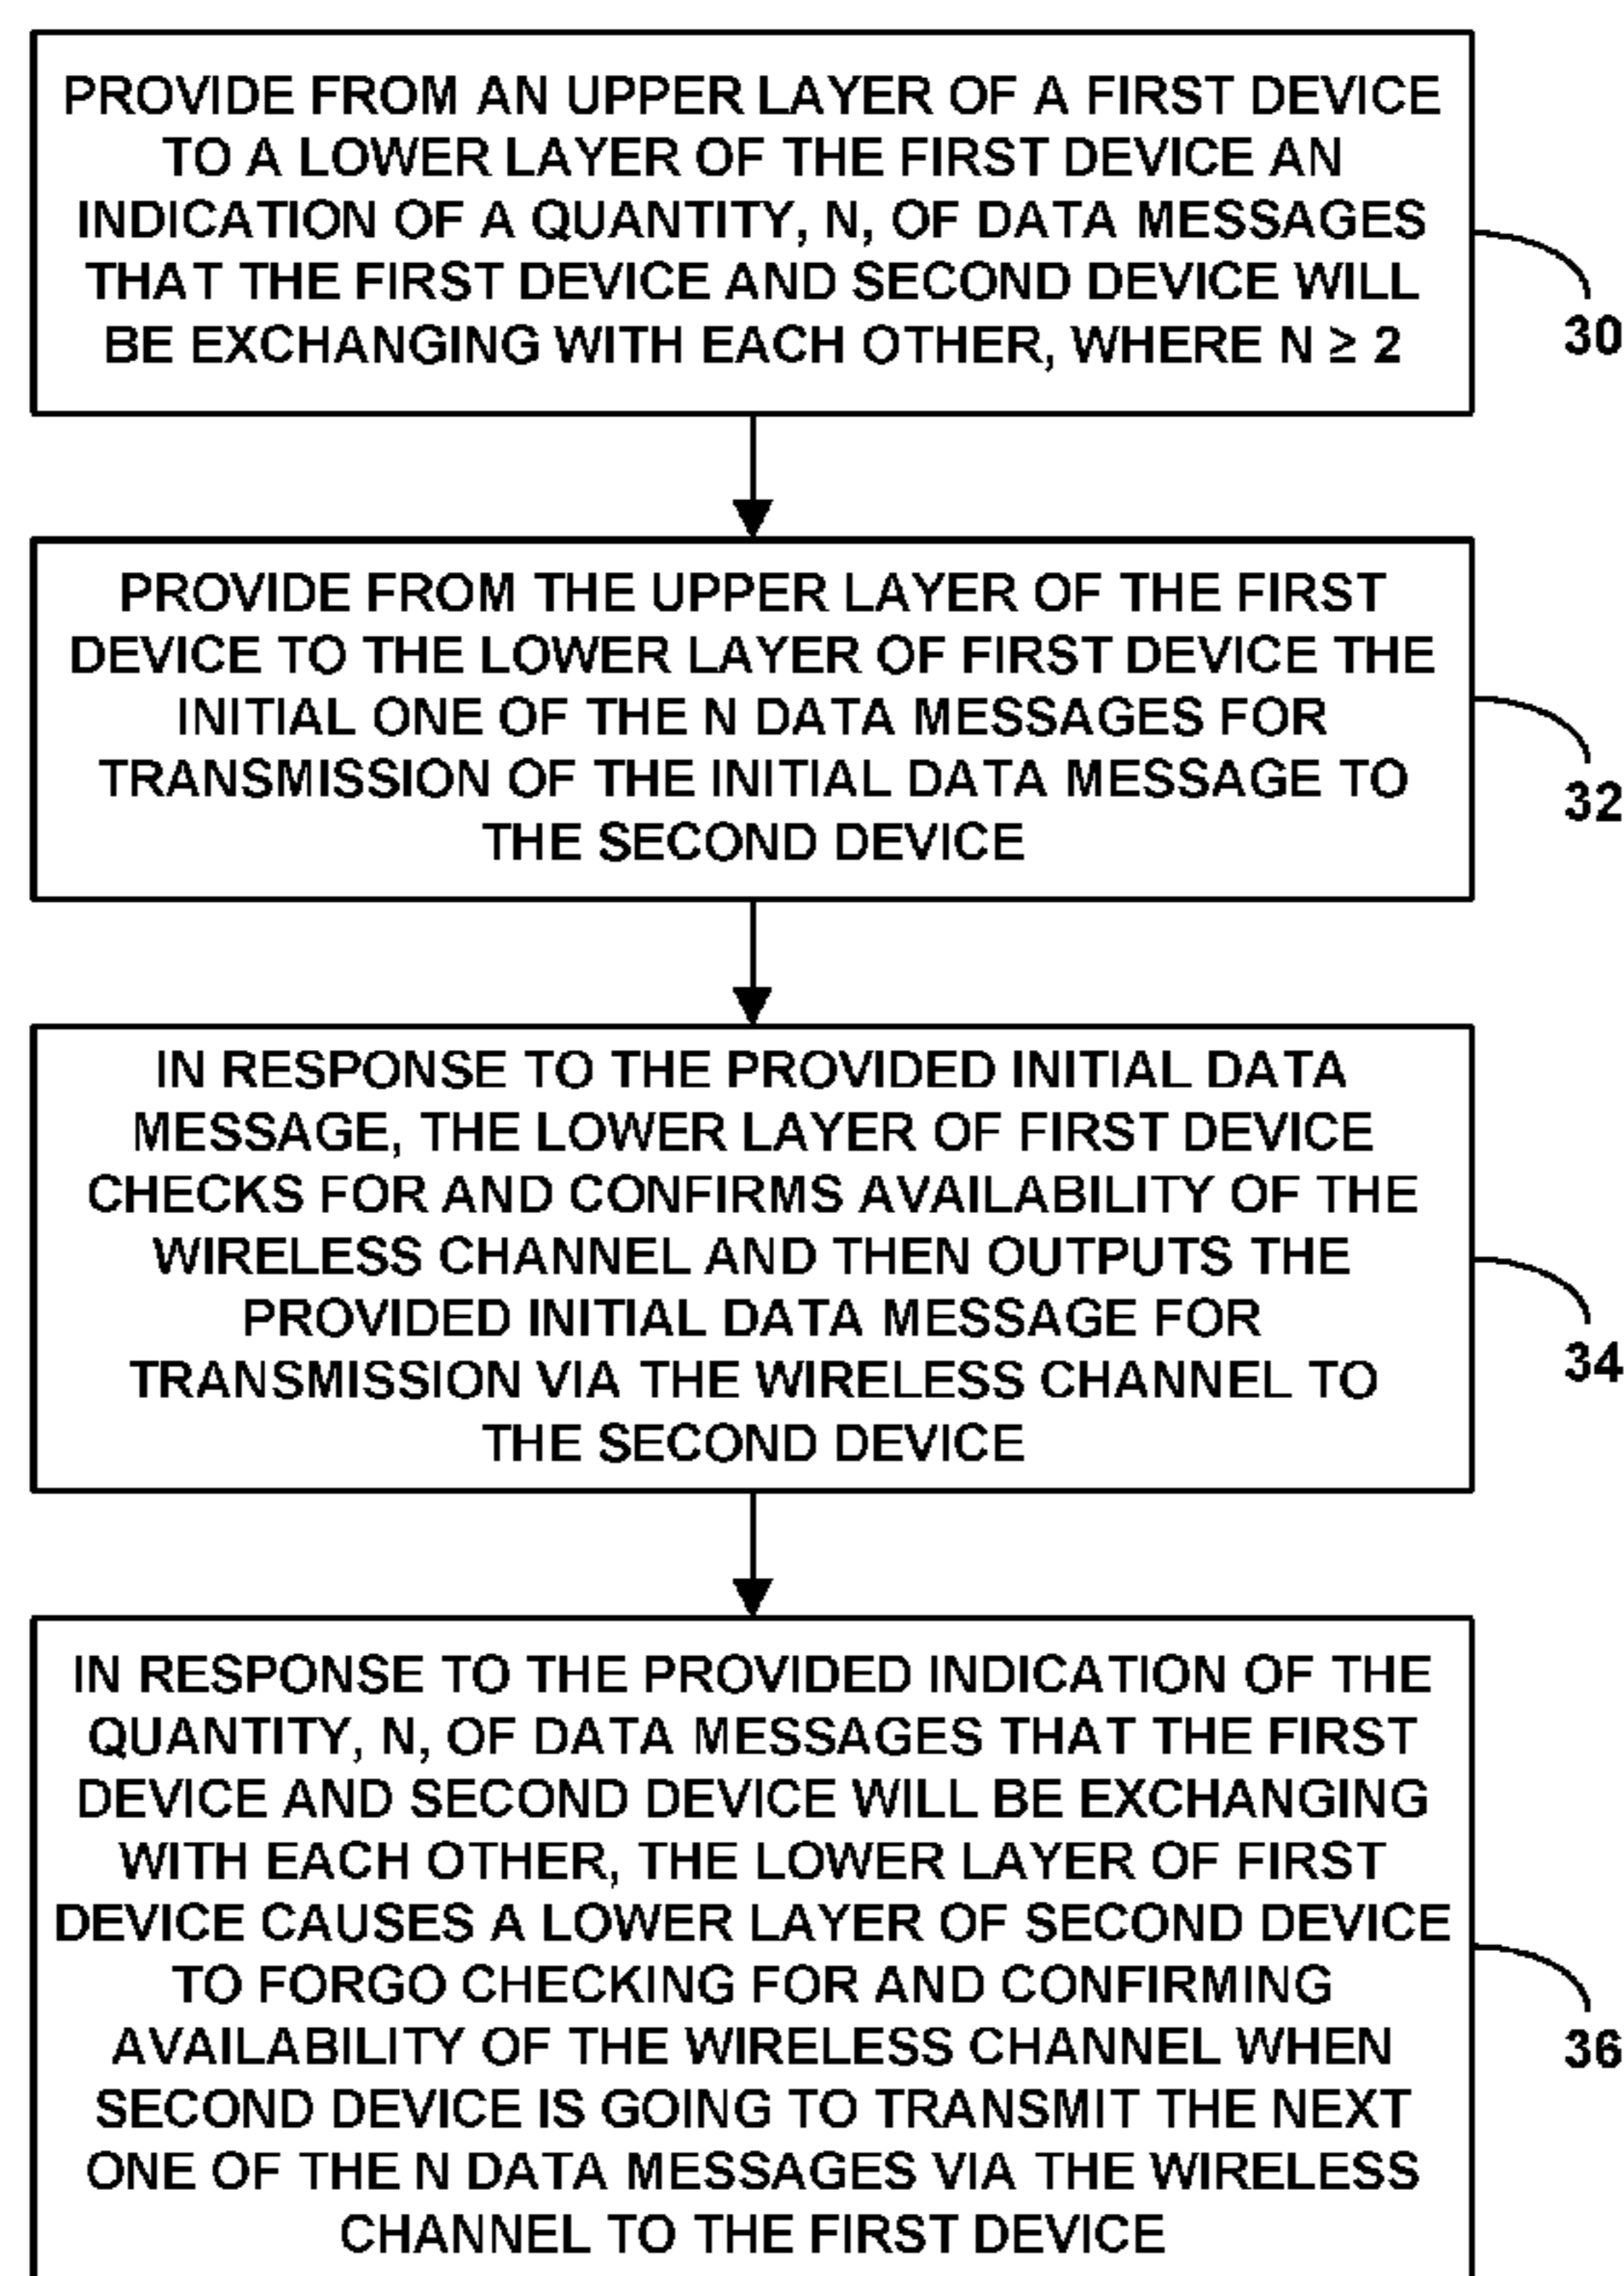 PROVIDE FROM AN UPPER LAYER OF A FIRST DEVICE
TO A LOWER LAYER OF THE FIRST DEVICE AN
INDICATION OF A QUANTITY, N, OF DATA MESSAGES
THAT THE FIRST DEVICE AND SECOND DEVICE WILL
BE EXCHANGING WITH EACH OTHER, WHERE N ≥ 2
30
PROVIDE FROM THE UPPER LAYER OF THE FIRST
DEVICE TO THE LOWER LAYER OF FIRST DEVICE THE
INITIAL ONE OF THE N DATA MESSAGES FOR
TRANSMISSION OF THE INITIAL DATA MESSAGE TO
THE SECOND DEVICE
32
IN RESPONSE TO THE PROVIDED INITIAL DATA
MESSAGE, THE LOWER LAYER OF FIRST DEVICE
CHECKS FOR AND CONFIRMS AVAILABILITY OF THE
WIRELESS CHANNEL AND THEN OUTPUTS THE
PROVIDED INITIAL DATA MESSAGE FOR
TRANSMISSION VIA THE WIRELESS CHANNEL TO
THE SECOND DEVICE
34
IN RESPONSE TO THE PROVIDED INDICATION OF THE
QUANTITY, N, OF DATA MESSAGES THAT THE FIRST
DEVICE AND SECOND DEVICE WILL BE EXCHANGING
WITH EACH OTHER, THE LOWER LAYER OF FIRST
DEVICE CAUSES A LOWER LAYER OF SECOND DEVICE
TO FORGO CHECKING FOR AND CONFIRMING
AVAILABILITY OF THE WIRELESS CHANNEL WHEN
SECOND DEVICE IS GOING TO TRANSMIT THE NEXT
ONE OF THE N DATA MESSAGES VIA THE WIRELESS
CHANNEL TO THE FIRST DEVICE
36